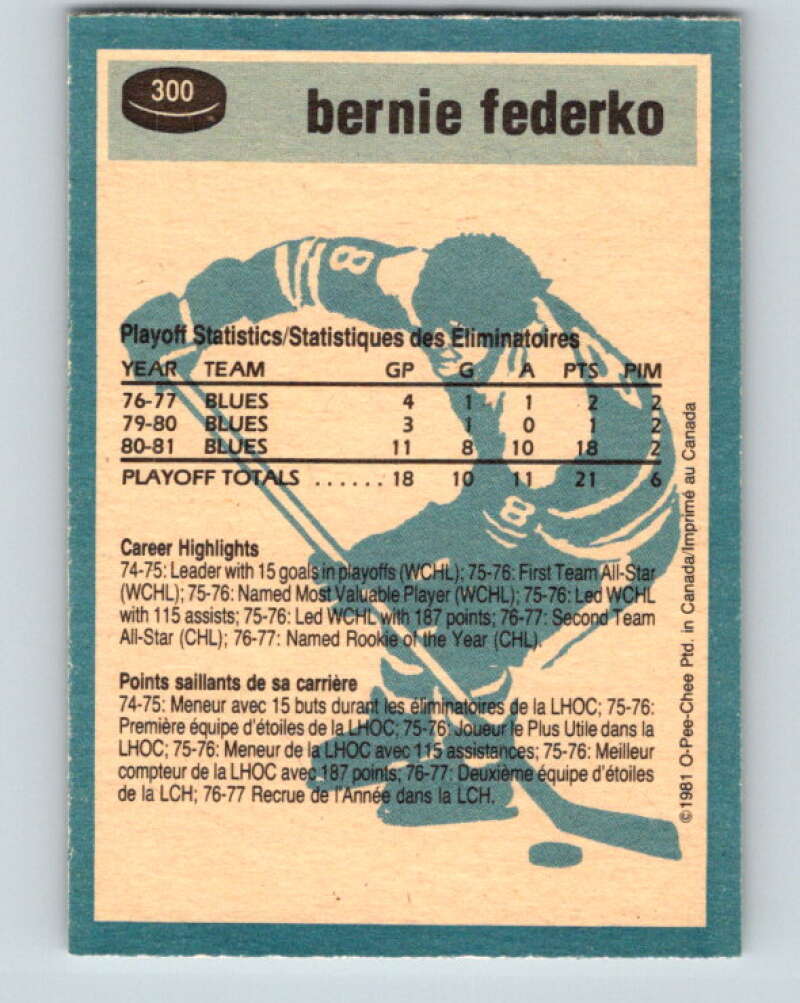 300
bernie federko
8
Playoff Statistics/Statistiques des Éliminatoires
YEAR TEAM GP G A PTS PIM
76-77 BLUES 4 1 1 2 2
79-80 BLUES 3 1 0 1 2
80-81 BLUES 11 8 10 18 2
PLAYOFF TOTALS ...... 18 10 11 21 6
8
Career Highlights
74-75: Leader with 15 goals in playoffs (WCHL); 75-76: First Team All-Star
(WCHL); 75-76: Named Most Valuable Player (WCHL); 75-76: Led WCHL
with 115 assists; 75-76: Led WCHL with 187 points; 76-77: Second Team
All-Star (CHL); 76-77: Named Rookie of the Year (CHL).
Points saillants de sa carrière
74-75: Meneur avec 15 buts durant les éliminatoires de la LHOC; 75-76:
Première équipe d'étoiles de la LHOC; 75-76: Joueur le Plus Utile dans la
LHOC; 75-76: Meneur de la LHOC avec 115 assistances; 75-76: Meilleur
compteur de la LHOC avec 187 points; 76-77: Deuxième équipe d'étoiles
de la LCH; 76-77 Recrue de l'Année dans la LCH.
©1981 O-Pee-Chee Ptd. in Canada/Imprimé au Canada